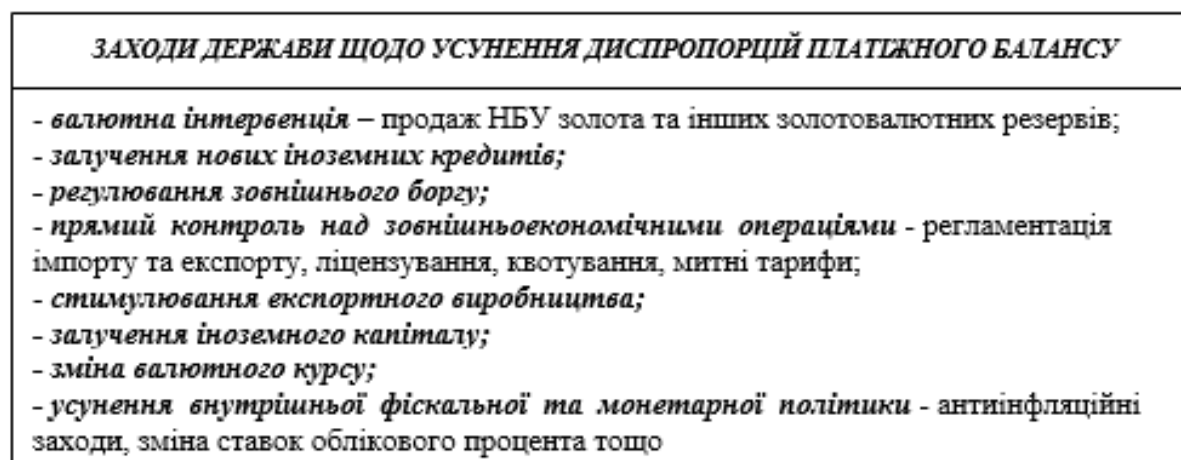 ЗАХОДИ ДЕРЖАВИ ЩОДО УСУНЕННЯ ДИСПРОПОРЦІЙ ПЛАТІЖНОГО БАЛАНСУ
- валютна інтервенція – продаж НБУ золота та інших золотовалютних резервів;
- залучення нових іноземних кредитів;
- регулювання зовнішнього боргу;
- прямий контроль над зовнішньоекономічними операціями - регламентація
імпорту та експорту, ліцензування, квотування, митні тарифи;
- стимулювання експортного виробництва;
- залучення іноземного капіталу;
- зміна валютного курсу;
- усунення внутрішньої фіскальної та монетарної політики - антиінфляційні
заходи, зміна ставок облікового процента тощо